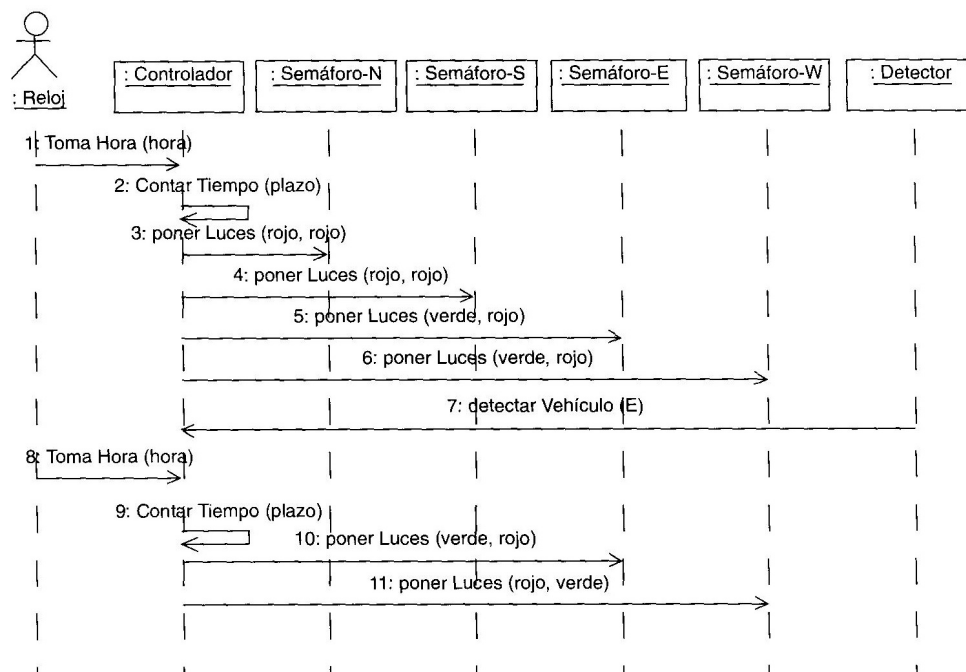 : Reloj
: Controlador
: Semáforo-N
: Semáforo-S
: Semáforo-E
: Semáforo-W
: Detector
1: Toma Hora (hora)
2: Contar Tiempo (plazo)
3: poner Luces (rojo, rojo)
4: poner Luces (rojo, rojo)
5: poner Luces (verde, rojo)
6: poner Luces (verde, rojo)
7: detectar Vehículo (E)
8: Toma Hora (hora)
9: Contar Tiempo (plazo)
10: poner Luces (verde, rojo)
11: poner Luces (rojo, verde)